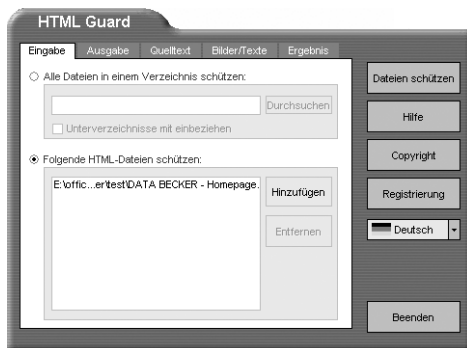 HTML Guard
Eingabe Ausgabe Quelltext Bilder/Texte Ergebnis
Alle Dateien in einem Verzeichnis schützen:
Durchsuchen
Unterverzeichnisse mit einbeziehen
Folgende HTML-Dateien schützen:
E:\offic...er\test\DATA BECKER - Homepage.
Hinzufügen
Entfernen
Dateien schützen
Hilfe
Copyright
Registrierung
Deutsch
Beenden